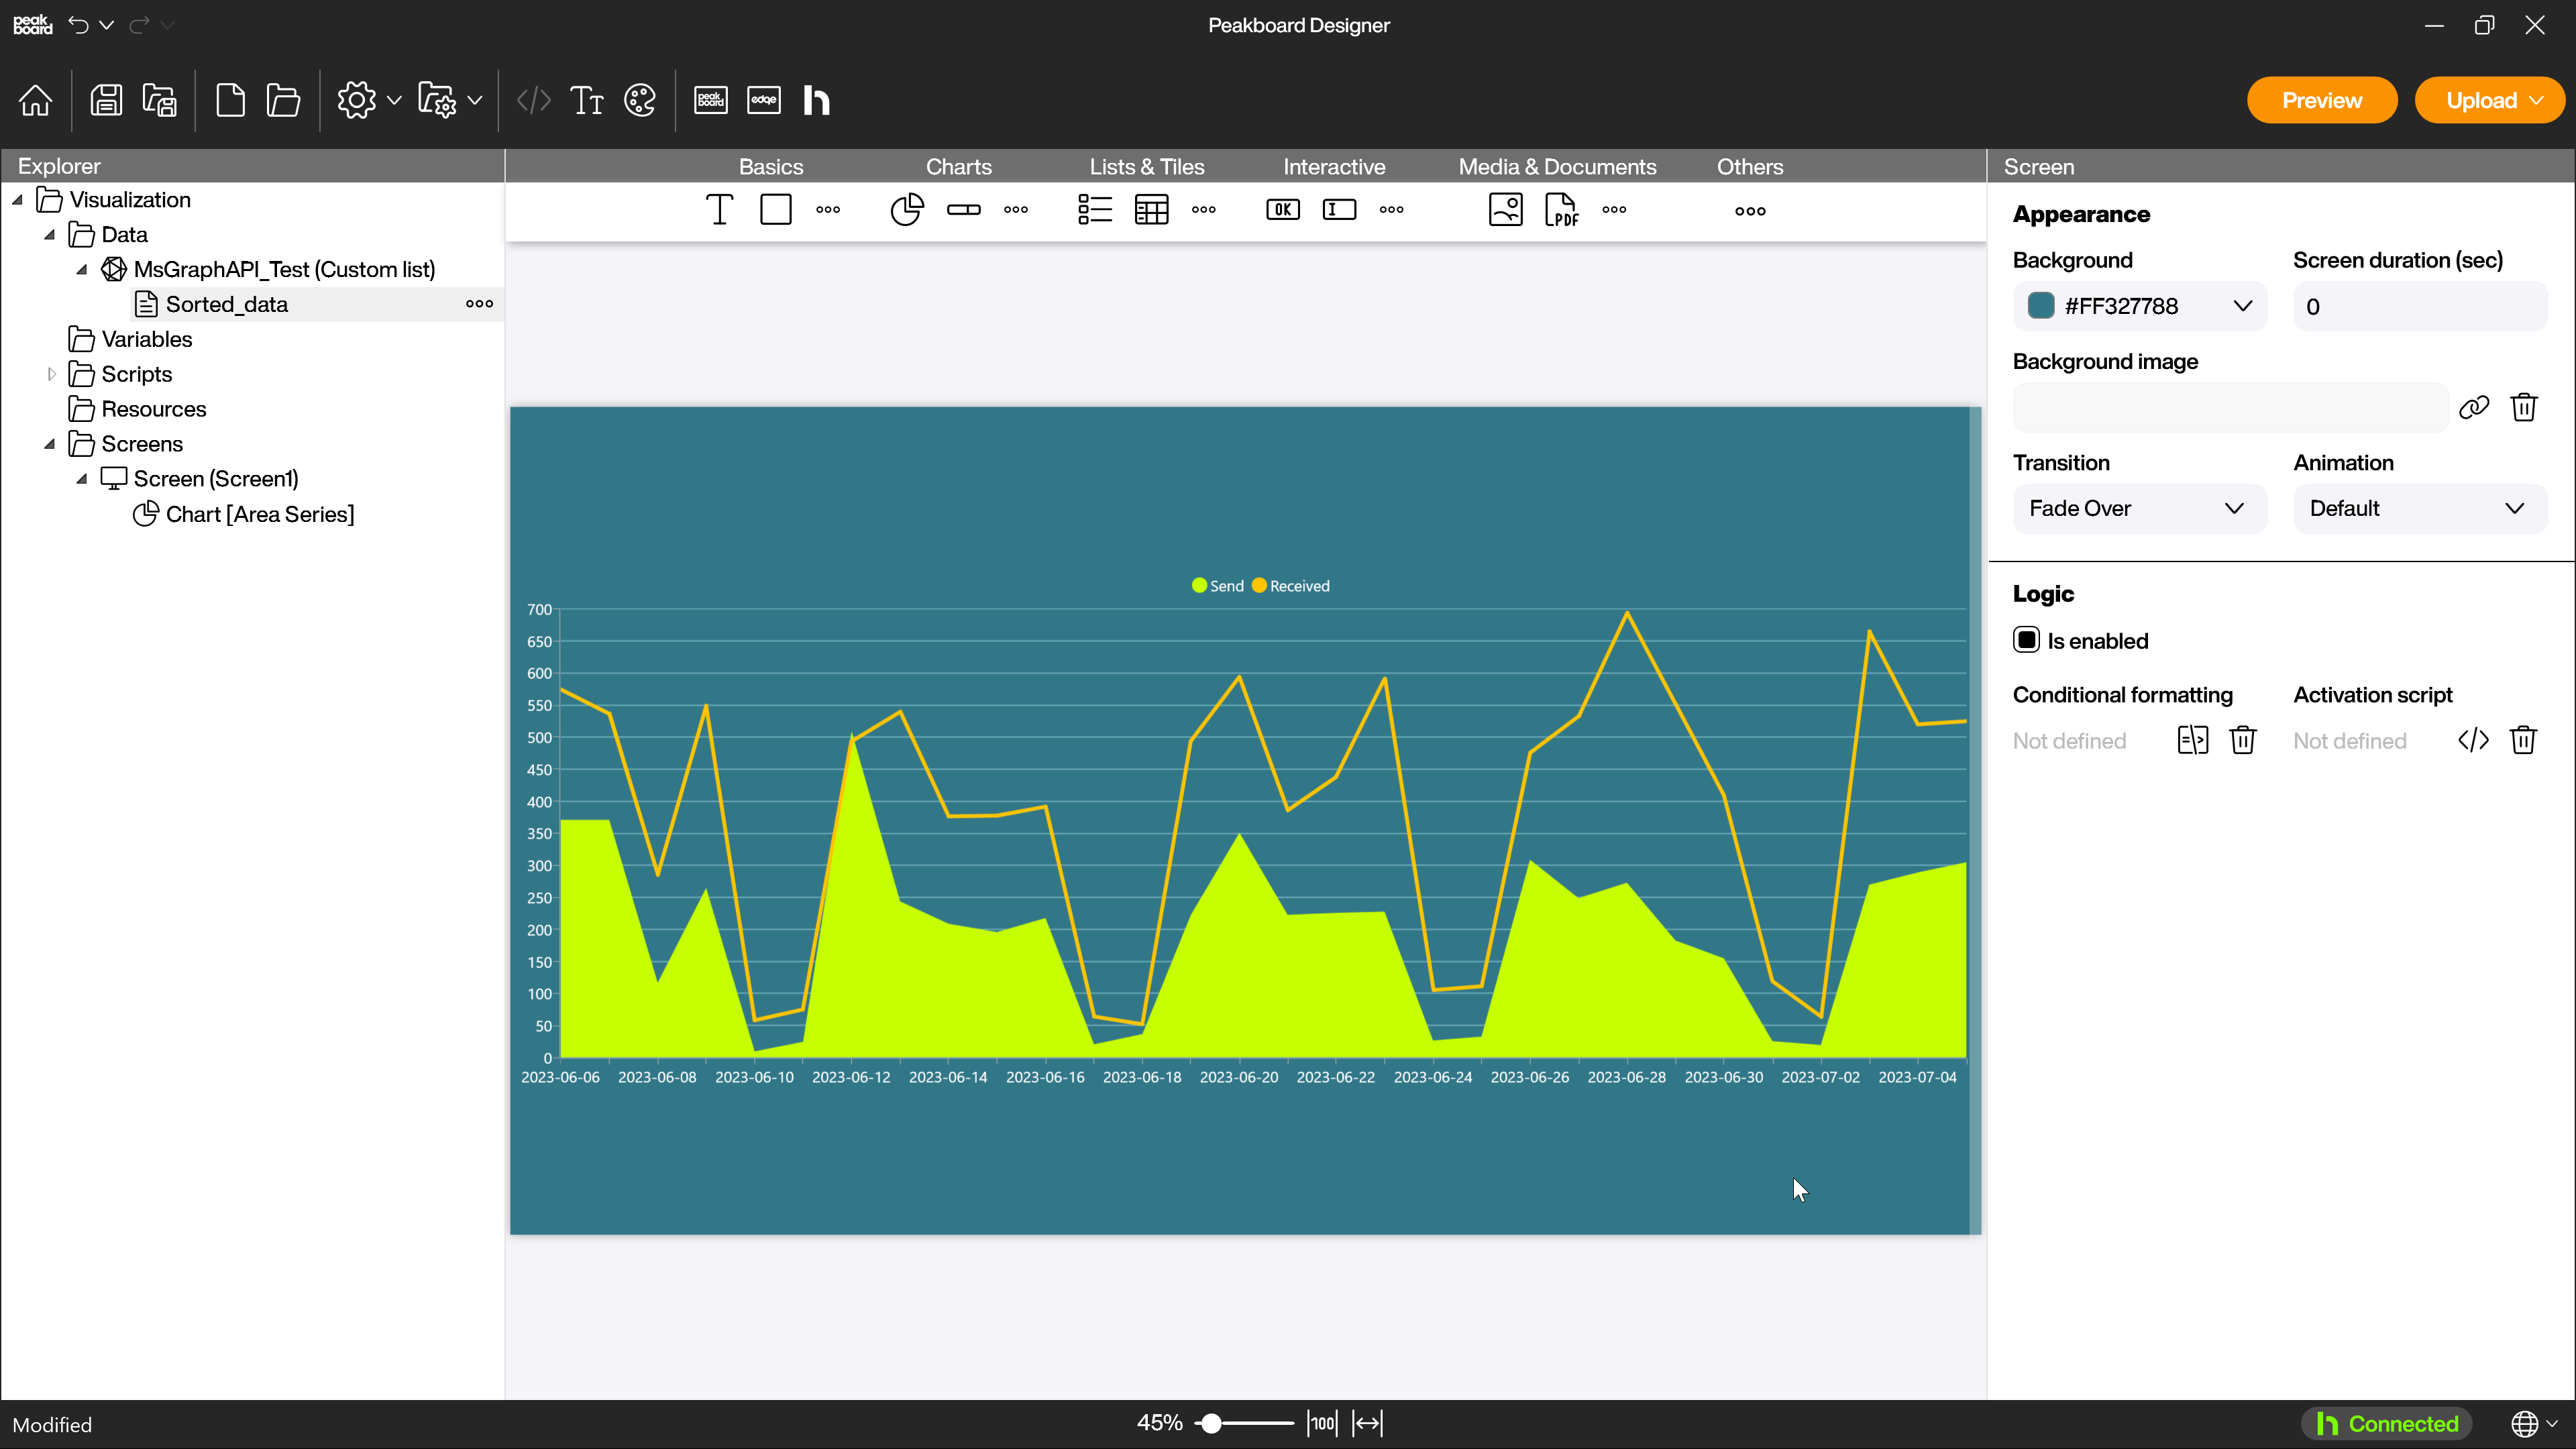 peak
board
Peakboard Designer
peak
board
edge
Preview
Upload
Explorer
Basics
Charts
Lists & Tiles
Interactive
Media & Documents
Others
Screen
OK
PDF
Visualization
Data
MsGraphAPI_Test (Custom list)
Sorted_data
Variables
Scripts
Resources
Screens
Screen (Screen1)
Chart [Area Series]
Send
Received
700
650
600
550
500
450
400
350
300
250
200
150
100
50
0
2023-06-06 2023-06-08 2023-06-10 2023-06-12 2023-06-14 2023-06-16 2023-06-18 2023-06-20 2023-06-22 2023-06-24 2023-06-26 2023-06-28 2023-06-30 2023-07-02 2023-07-04
Appearance
Background
Screen duration (sec)
#FF327788
0
Background image
Transition
Animation
Fade Over
Default
Logic
Is enabled
Conditional formatting
Activation script
Not defined
Not defined
Modified
45%
100
Connected